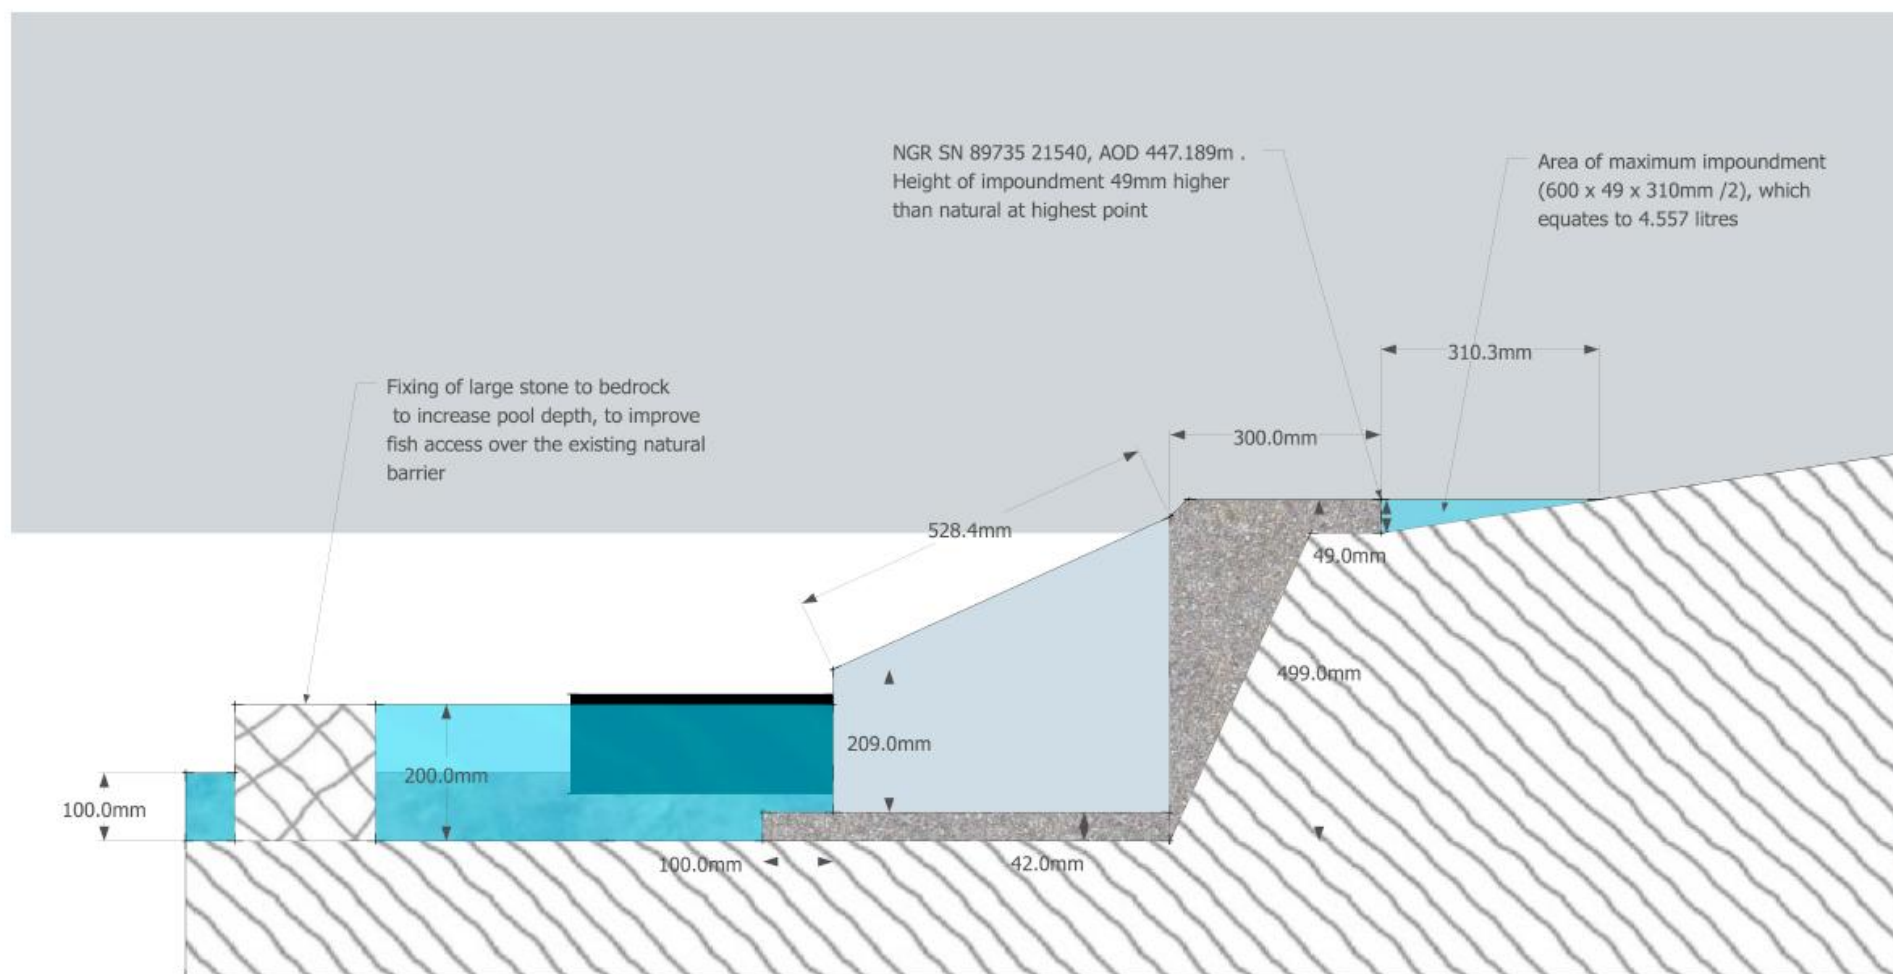 NGR SN 89735 21540, AOD 447.189m .
Height of impoundment 49mm higher
than natural at highest point
Area of maximum impoundment
(600 x 49 x 310mm /2), which
equates to 4.557 litres
310.3mm
Fixing of large stone to bedrock
to increase pool depth, to improve
fish access over the existing natural
barrier
300.0mm
528.4mm
49.0mm
499.0mm
209.0mm
200.0mm
100.0mm
100.0mm
42.0mm